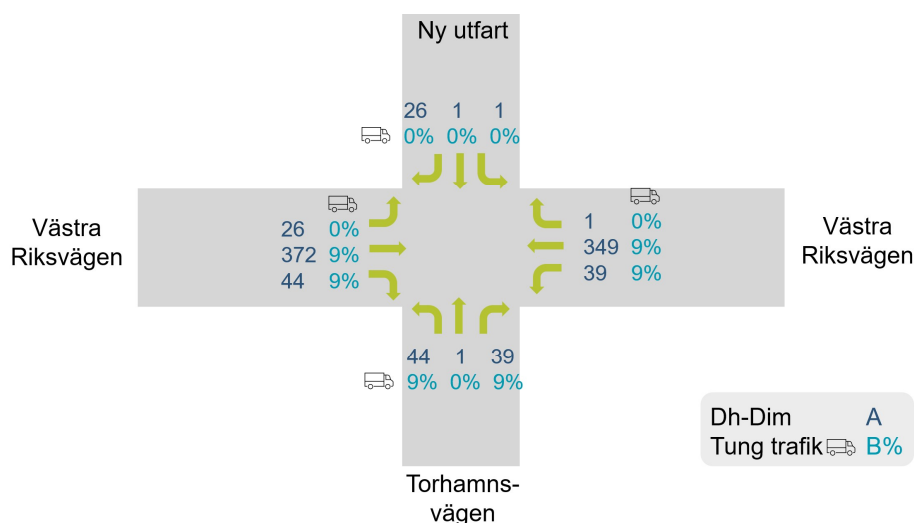 Ny utfart
26 1 1
0% 0% 0%
Västra
Riksvägen
26 0%
372 9%
44 9%
1 0%
349 9%
39 9%
Västra
Riksvägen
44 1 39
9% 0% 9%
Torhamns-
vägen
Dh-Dim A
Tung trafik B%